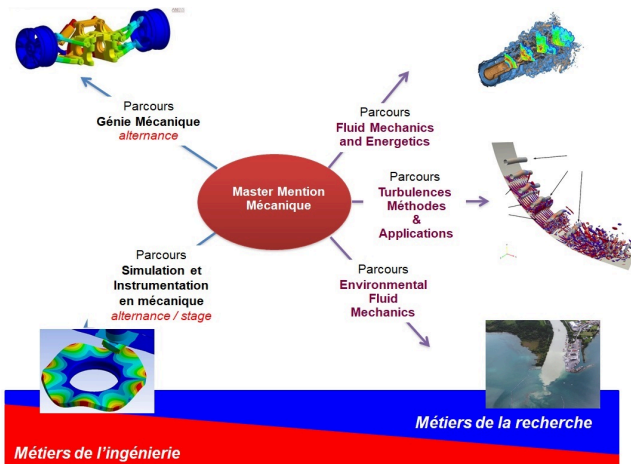 Parcours
Génie Mécanique
alternance
Parcours
Fluid Mechanics
and Energetics
Master Mention
Mécanique
Parcours
Turbulences
Méthodes
&
Applications
Parcours
Simulation et
Instrumentation
en mécanique
alternance / stage
Parcours
Environmental
Fluid
Mechanics
Métiers de la recherche
Métiers de l'ingénierie